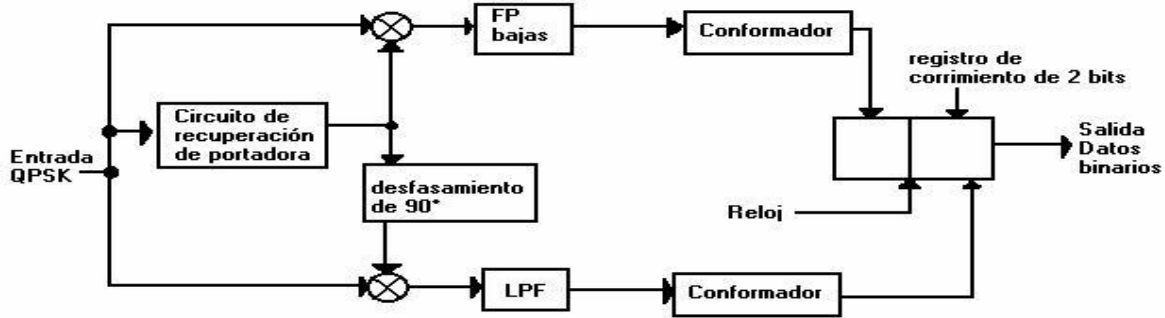 FP
bajas
Conformador
registro de
corrimiento de 2 bits
Circuito de
recuperación
de portadora
Entrada
QPSK
Salida
Datos
binarios
desfasamiento
de 90°
Reloj
LPF
Conformador